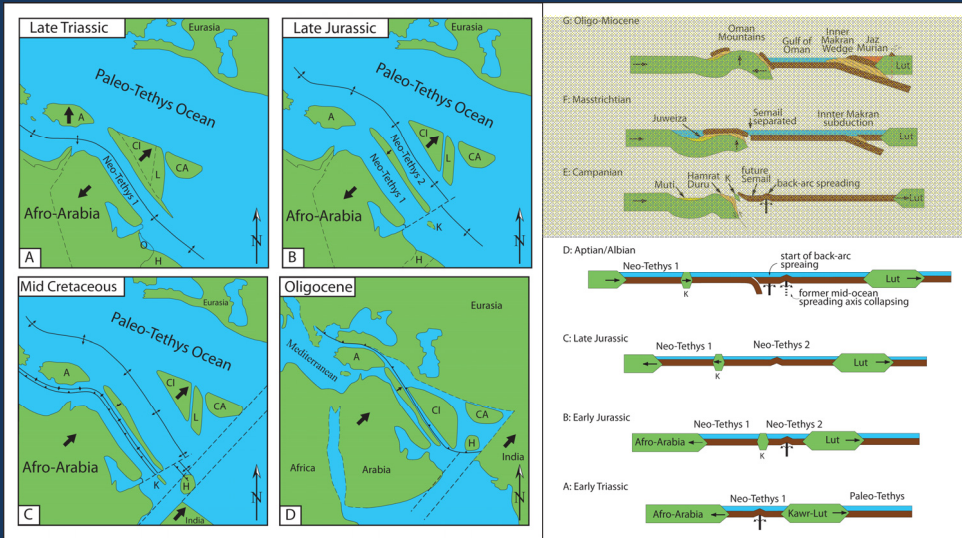 Late Triassic
Eurasia
Paleo-Tethys Ocean
A
CI
L
CA
Neo-Tethys 1
Afro-Arabia
O
H
N
A
Late Jurassic
Eurasia
Paleo-Tethys Ocean
A
CI
L
CA
Neo-Tethys 2
Neo-Tethys 1
Afro-Arabia
K
H
N
B
Mid Cretaceous
Eurasia
Paleo-Tethys Ocean
A
CI
L
CA
Afro-Arabia
K
H
India
N
C
Oligocene
Eurasia
Mediterranean
A
CI
CA
H
India
Africa
Arabia
N
D
G: Oligo-Miocene
Oman
Mountains
Gulf of
Oman
Inner
Makran
Wedge
Jaz
Murian
Lut
F: Masstrichtian
Juweiza
Semail
separated
Innter Makran
subduction
E: Campanian
Muti
Hamrat
Duru
K
future
Semail
back-arc spreading
Lut
D: Aptian/Albian
Neo-Tethys 1
start of back-arc
spreaing
K
Lut
former mid-ocean
spreading axis collapsing
C: Late Jurassic
Neo-Tethys 1
Neo-Tethys 2
K
Lut
B: Early Jurassic
Neo-Tethys 1
Neo-Tethys 2
Afro-Arabia
K
Lut
A: Early Triassic
Neo-Tethys 1
Paleo-Tethys
Afro-Arabia
Kawr-Lut